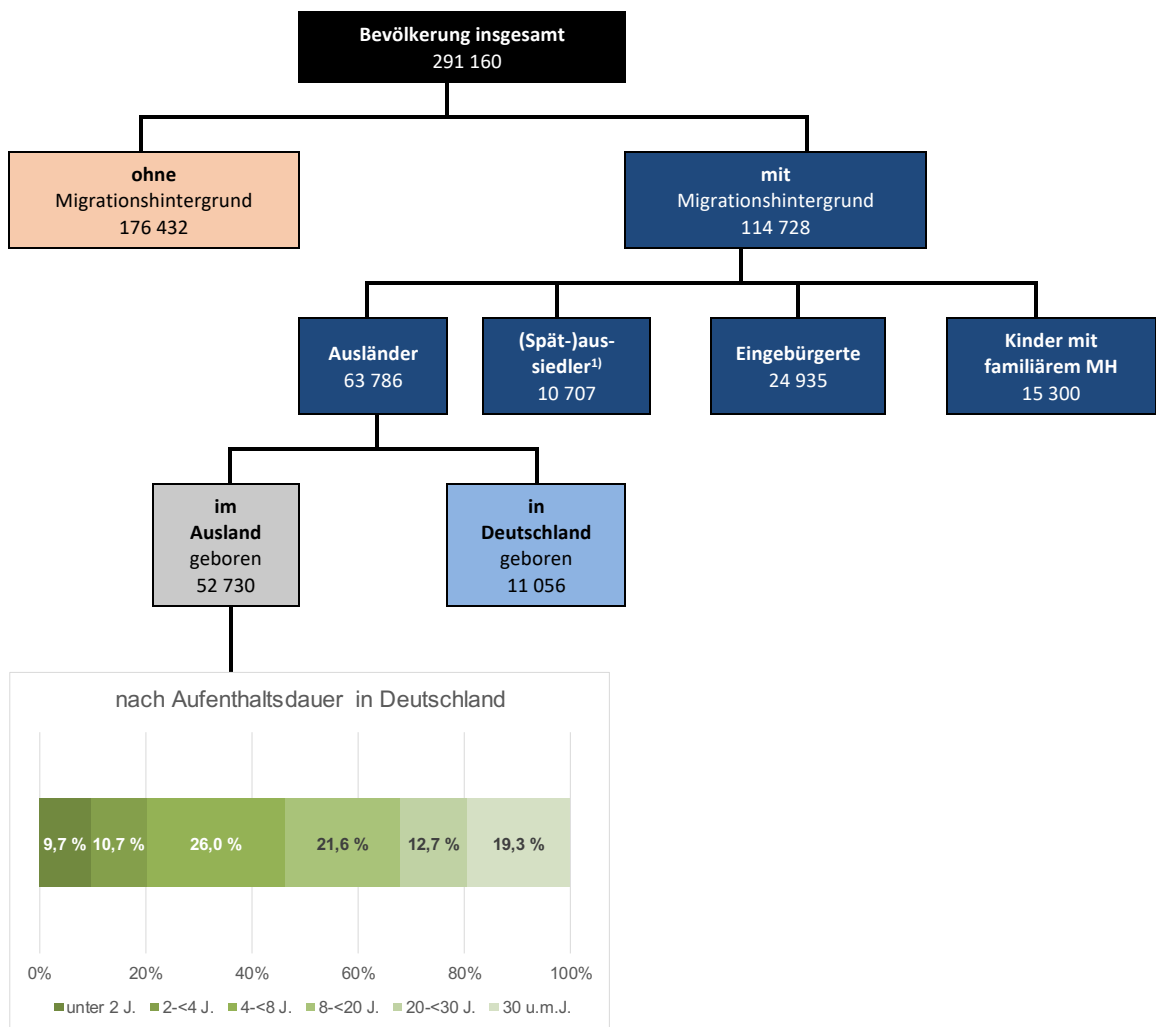 Bevölkerung insgesamt
291 160
ohne
Migrationshintergrund
176 432
mit
Migrationshintergrund
114 728
Ausländer
63 786
(Spät-)aus-
siedler¹⁾
10 707
Eingebürgerte
24 935
Kinder mit
familiärem MH
15 300
im
Ausland
geboren
52 730
in
Deutschland
geboren
11 056
nach Aufenthaltsdauer in Deutschland
9,7 % 10,7 % 26,0 % 21,6 % 12,7 % 19,3 %
0% 20% 40% 60% 80% 100%
unter 2 J. 2-<4 J. 4-<8 J. 8-<20 J. 20-<30 J. 30 u.m.J.